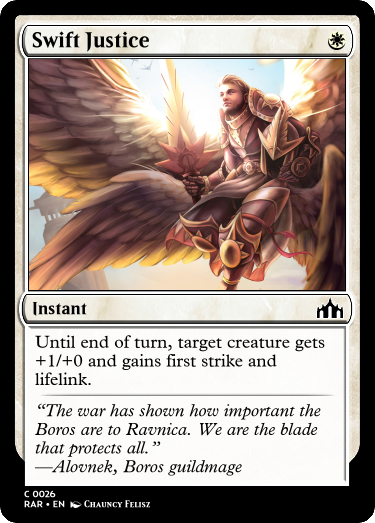 Swift Justice
Instant
Until end of turn, target creature gets
+1/+0 and gains first strike and
lifelink.
“The war has shown how important the
Boros are to Ravnica. We are the blade
that protects all.”
—Alovnek, Boros guildmage
C 0026
RAR • EN Chauncy Felisz